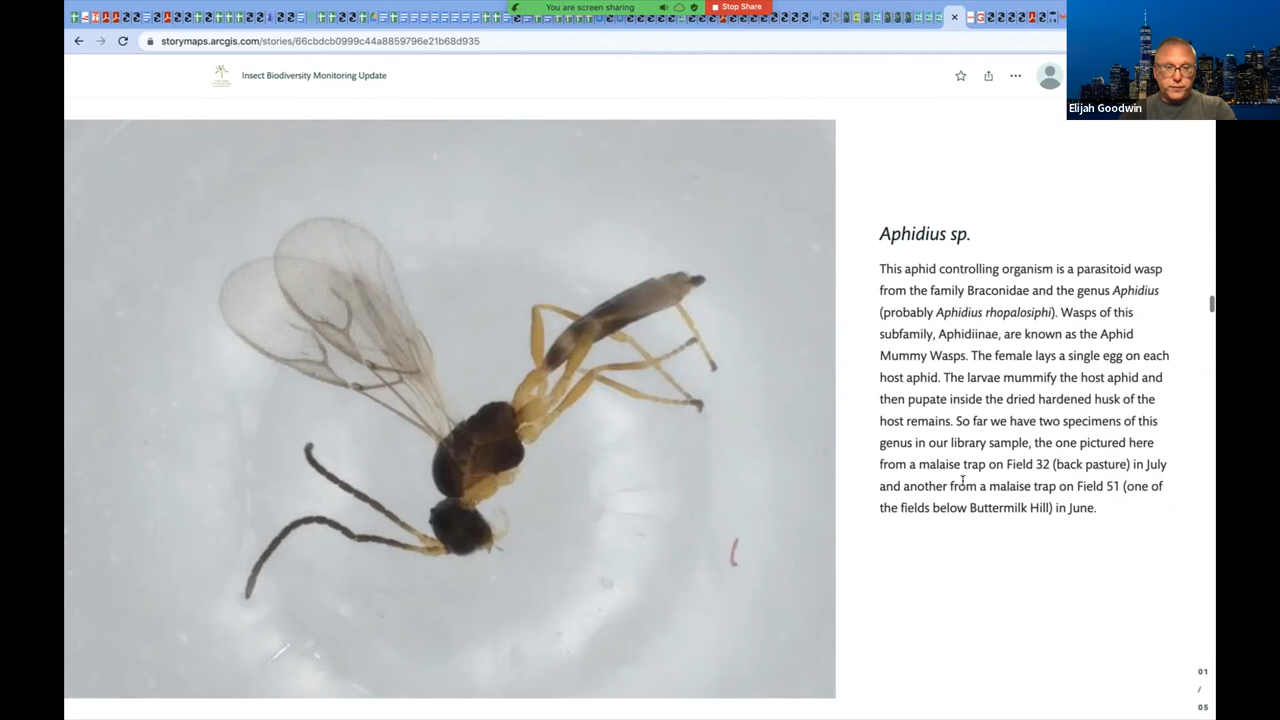 You are screen sharing
Stop Share
storymaps.arcgis.com/stories/66cbdcb0999c44a8859796e21b68d935
Insect Biodiversity Monitoring Update
Elijah Goodwin
Aphidius sp.
This aphid controlling organism is a parasitoid wasp
from the family Braconidae and the genus Aphidius
(probably Aphidius rhopalosiphi). Wasps of this
subfamily, Aphidiinae, are known as the Aphid
Mummy Wasps. The female lays a single egg on each
host aphid. The larvae mummify the host aphid and
then pupate inside the dried hardened husk of the
host remains. So far we have two specimens of this
genus in our library sample, the one pictured here
from a malaise trap on Field 32 (back pasture) in July
and another from a malaise trap on Field 51 (one of
the fields below Buttermilk Hill) in June.
01
/
05